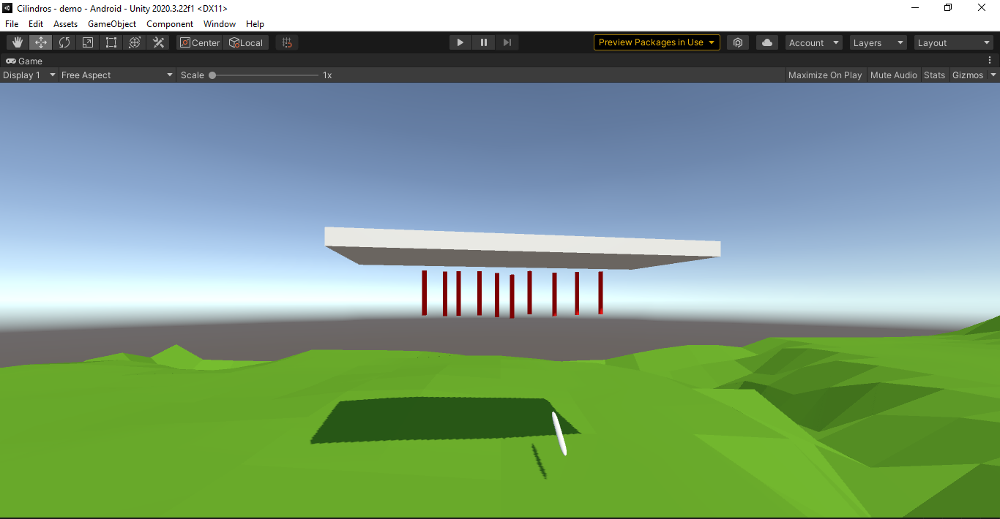 Cilindros - demo - Android - Unity 2020.3.22f1 <DX11>
File Edit Assets GameObject Component Window Help
Center Local Preview Packages in Use Account Layers Layout
Game
Display 1 Free Aspect Scale 1x Maximize On Play Mute Audio Stats Gizmos